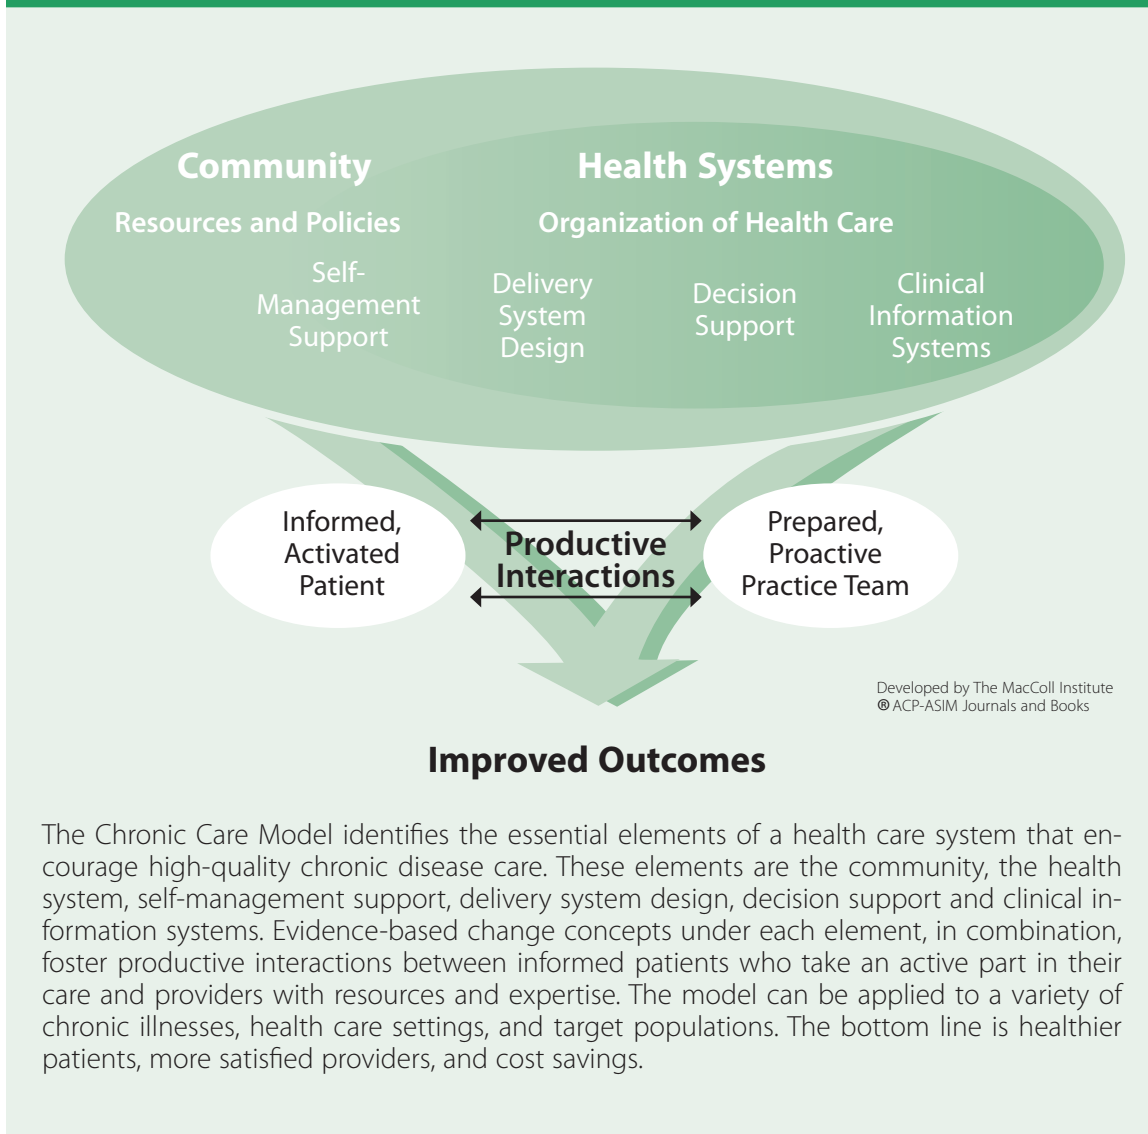 Community
Health Systems
Resources and Policies
Organization of Health Care
Self-
Management
Support
Delivery
System
Design
Decision
Support
Clinical
Information
Systems
Informed,
Activated
Patient
Productive
Interactions
Prepared,
Proactive
Practice Team
Developed by The MacColl Institute
® ACP-ASIM Journals and Books
Improved Outcomes
The Chronic Care Model identifies the essential elements of a health care system that en-
courage high-quality chronic disease care. These elements are the community, the health
system, self-management support, delivery system design, decision support and clinical in-
formation systems. Evidence-based change concepts under each element, in combination,
foster productive interactions between informed patients who take an active part in their
care and providers with resources and expertise. The model can be applied to a variety of
chronic illnesses, health care settings, and target populations. The bottom line is healthier
patients, more satisfied providers, and cost savings.